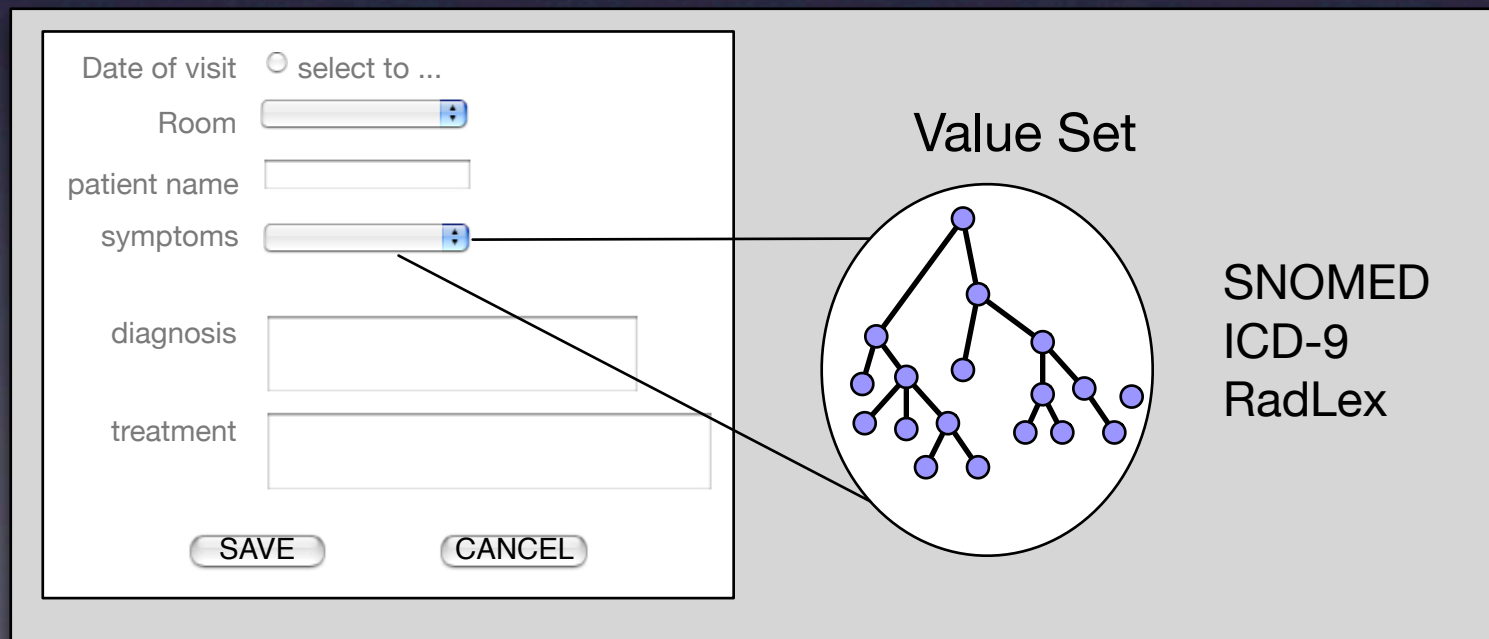 Date of visit select to ...
Room
patient name
symptoms
diagnosis
treatment
SAVE CANCEL
Value Set
SNOMED
ICD-9
RadLex